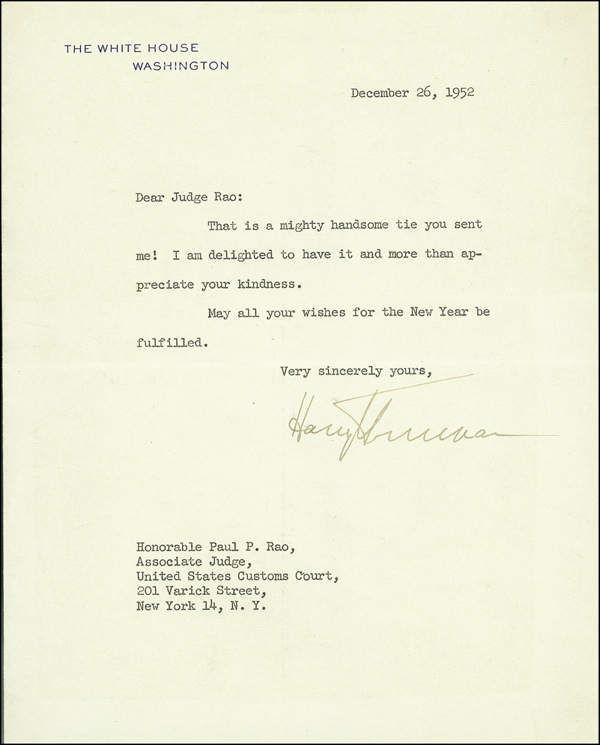 THE WHITE HOUSE
WASHINGTON
December 26, 1952
Dear Judge Rao:
That is a mighty handsome tie you sent
me! I am delighted to have it and more than ap-
preciate your kindness.
May all your wishes for the New Year be
fulfilled.
Very sincerely yours,
Harry Truman
Honorable Paul P. Rao,
Associate Judge,
United States Customs Court,
201 Varick Street,
New York 14, N. Y.